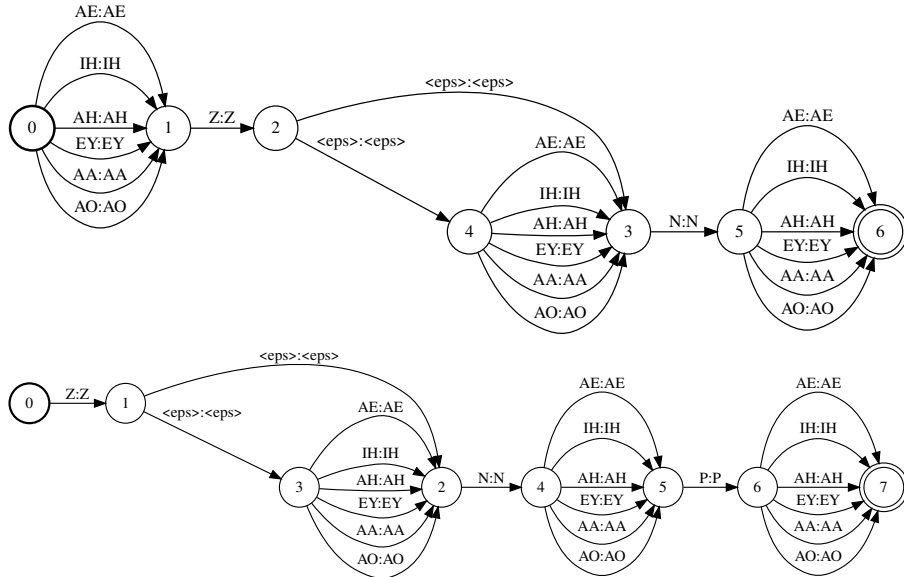 AE:AE
IH:IH
AH:AH
EY:EY
AA:AA
AO:AO
0
1
Z:Z
2
<eps>:<eps>
<eps>:<eps>
4
AE:AE
IH:IH
AH:AH
EY:EY
AA:AA
AO:AO
3
N:N
5
AE:AE
IH:IH
AH:AH
EY:EY
AA:AA
AO:AO
6
0
Z:Z
1
<eps>:<eps>
<eps>:<eps>
3
AE:AE
IH:IH
AH:AH
EY:EY
AA:AA
AO:AO
2
N:N
4
AE:AE
IH:IH
AH:AH
EY:EY
AA:AA
AO:AO
5
P:P
6
AE:AE
IH:IH
AH:AH
EY:EY
AA:AA
AO:AO
7